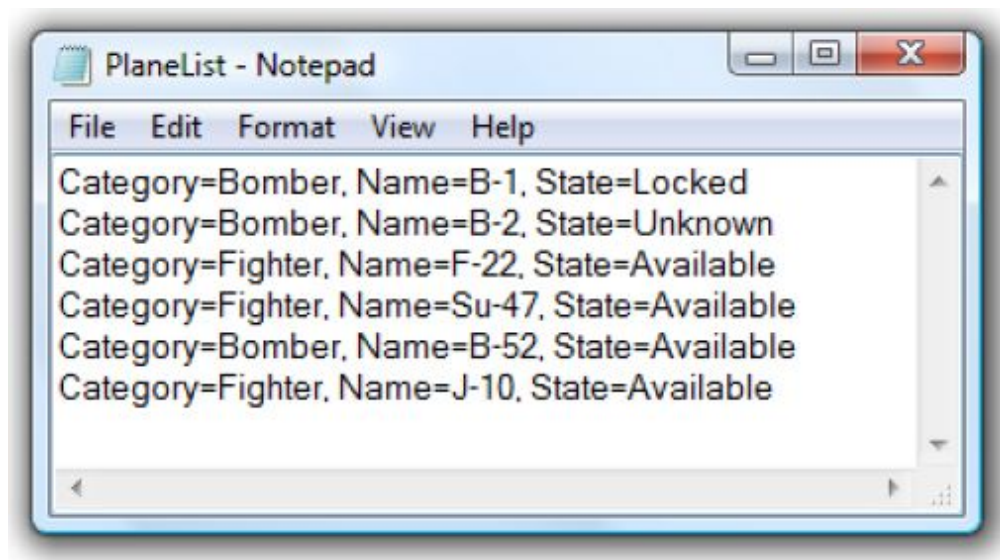 PlaneList - Notepad
File Edit Format View Help
Category=Bomber, Name=B-1, State=Locked
Category=Bomber, Name=B-2, State=Unknown
Category=Fighter, Name=F-22, State=Available
Category=Fighter, Name=Su-47, State=Available
Category=Bomber, Name=B-52, State=Available
Category=Fighter, Name=J-10, State=Available